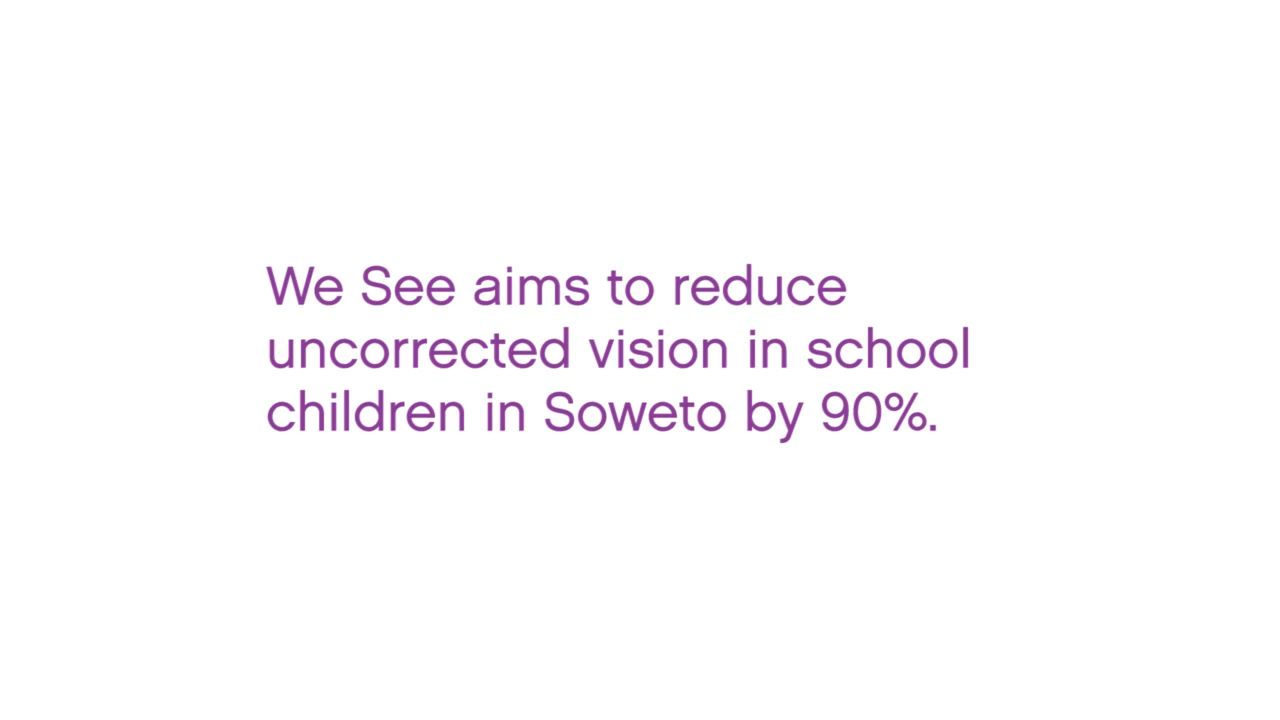 We See aims to reduce
uncorrected vision in school
children in Soweto by 90%.